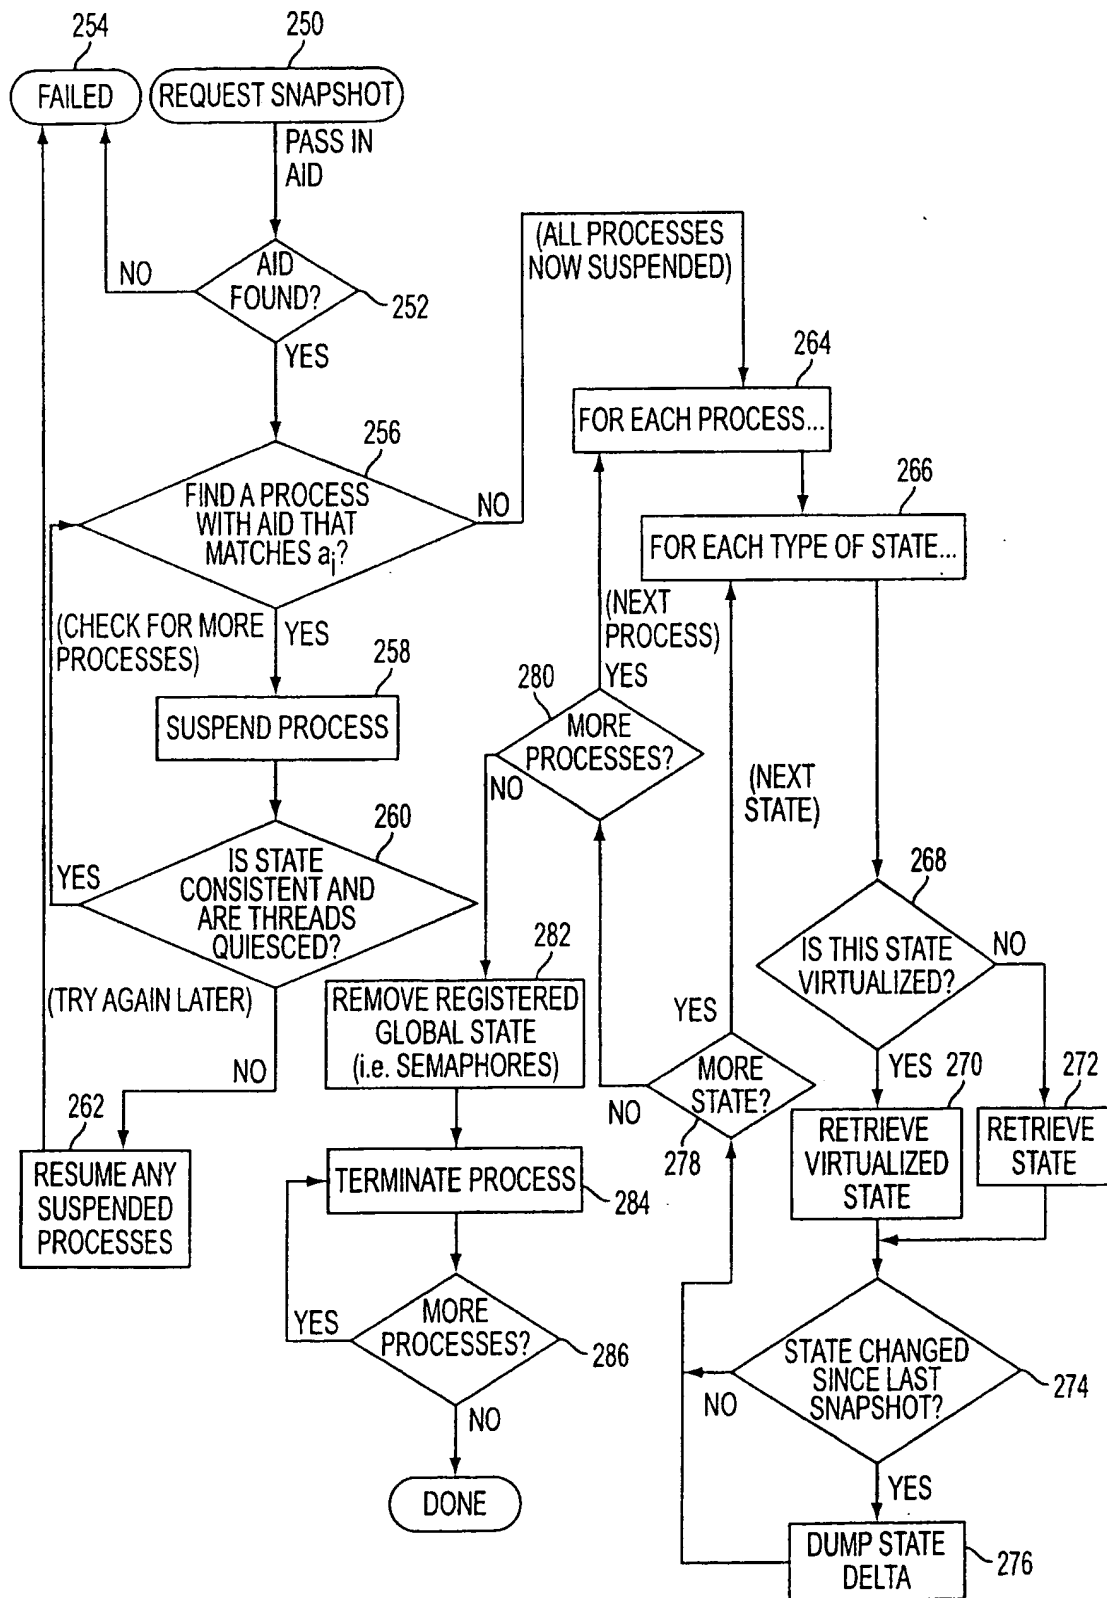 254
250
FAILED
REQUEST SNAPSHOT
PASS IN
AID
AID
FOUND?
NO
252
YES
(ALL PROCESSES
NOW SUSPENDED)
264
FOR EACH PROCESS...
256
FIND A PROCESS
WITH AID THAT
MATCHES ai?
NO
266
FOR EACH TYPE OF STATE...
(CHECK FOR MORE
PROCESSES)
YES
258
SUSPEND PROCESS
(NEXT
PROCESS)
YES
280
MORE
PROCESSES?
NO
(NEXT
STATE)
260
IS STATE
CONSISTENT AND
ARE THREADS
QUIESCED?
YES
(TRY AGAIN LATER)
NO
262
RESUME ANY
SUSPENDED
PROCESSES
282
REMOVE REGISTERED
GLOBAL STATE
(i.e. SEMAPHORES)
268
IS THIS STATE
VIRTUALIZED?
NO
YES
YES
MORE
STATE?
NO
278
270
RETRIEVE
VIRTUALIZED
STATE
272
RETRIEVE
STATE
TERMINATE PROCESS
284
MORE
PROCESSES?
YES
286
NO
DONE
STATE CHANGED
SINCE LAST
SNAPSHOT?
NO
274
YES
DUMP STATE
DELTA
276